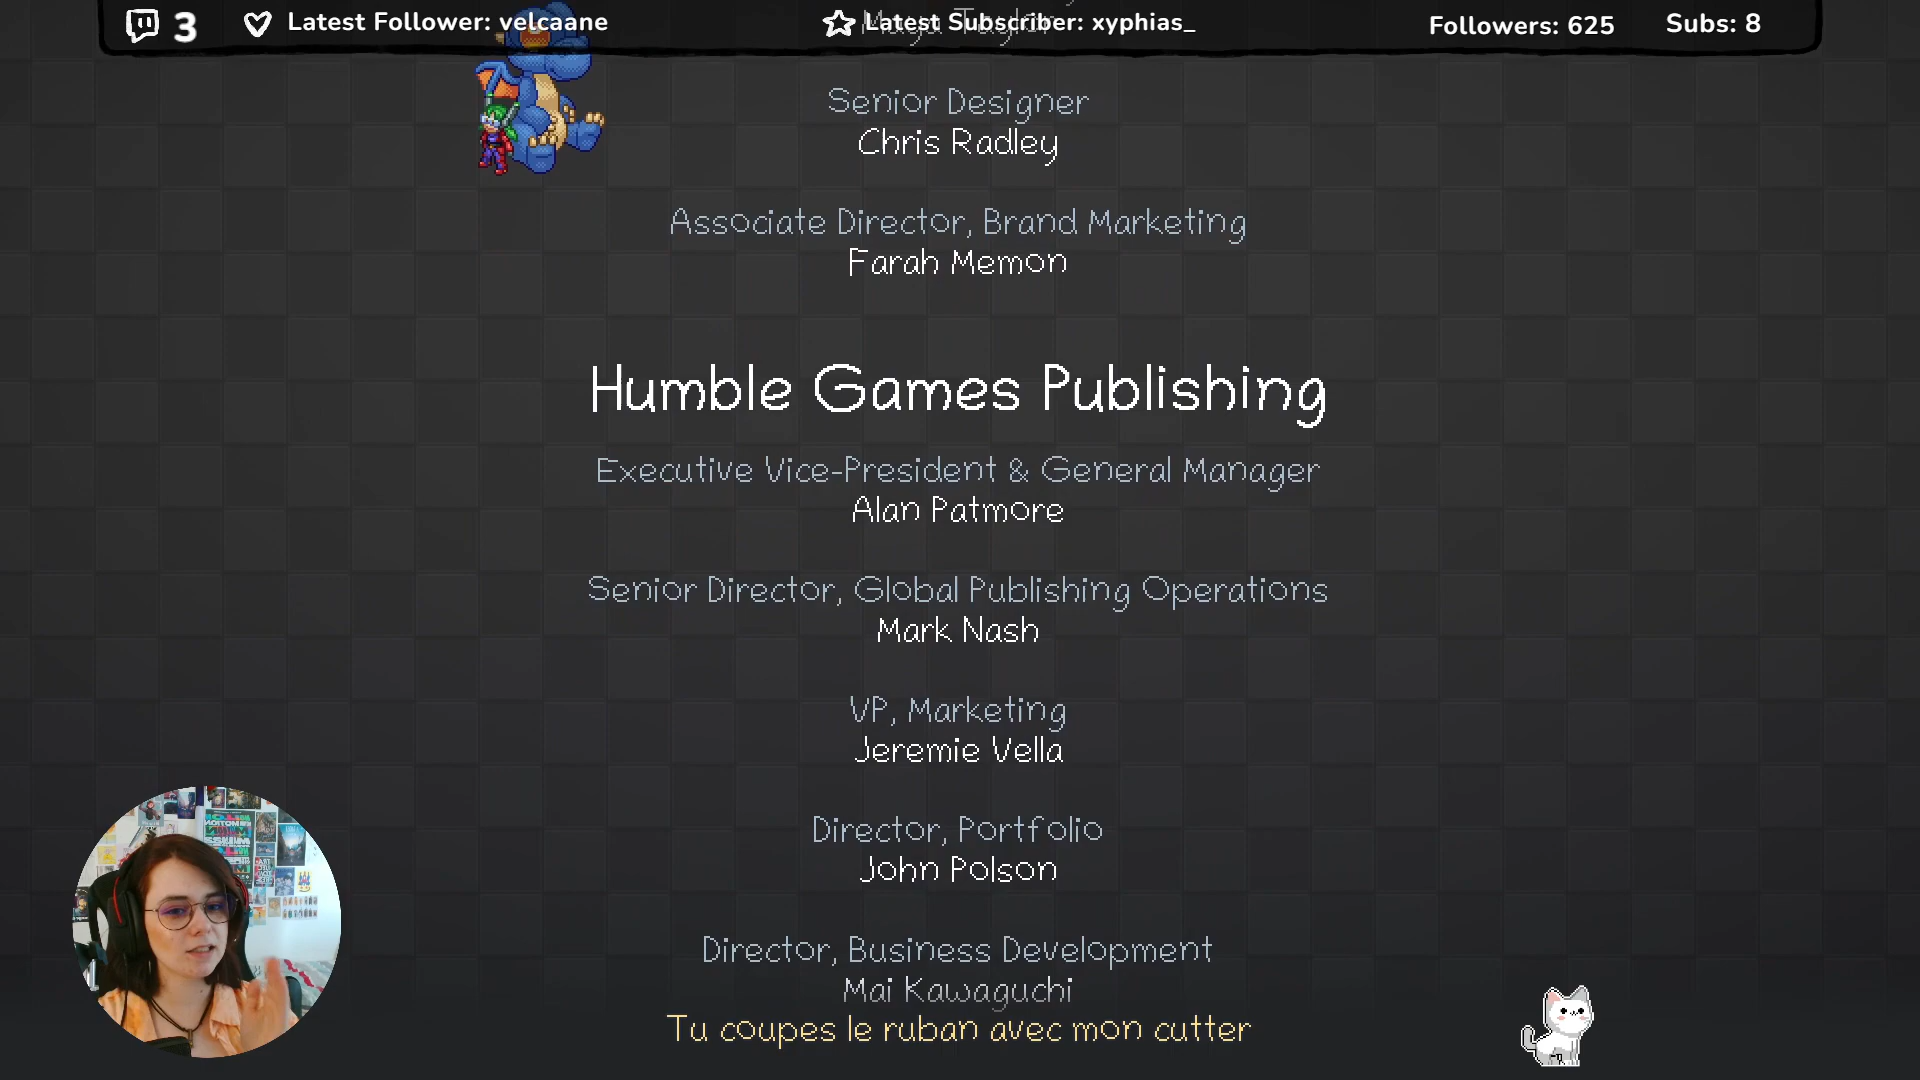 3
Latest Follower: velcaane
Latest Subscriber: xyphias_
Followers: 625
Subs: 8
Senior Designer
Chris Radley
Associate Director, Brand Marketing
Farah Memon
Humble Games Publishing
Executive Vice-President & General Manager
Alan Patmore
Senior Director, Global Publishing Operations
Mark Nash
VP, Marketing
Jeremie Vella
Director, Portfolio
John Polson
Director, Business Development
Mai Kawaguchi
Tu coupes le ruban avec mon cutter